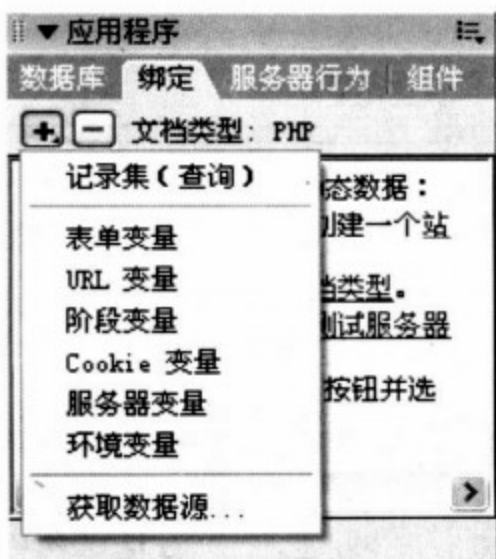 应用程序
数据库 绑定 服务器行为 组件
文档类型: PHP
记录集(查询)
态数据:
表单变量
建一个站
URL 变量
类型。
阶段变量
测试服务器
Cookie 变量
服务器变量
按钮并选
环境变量
获取数据源...